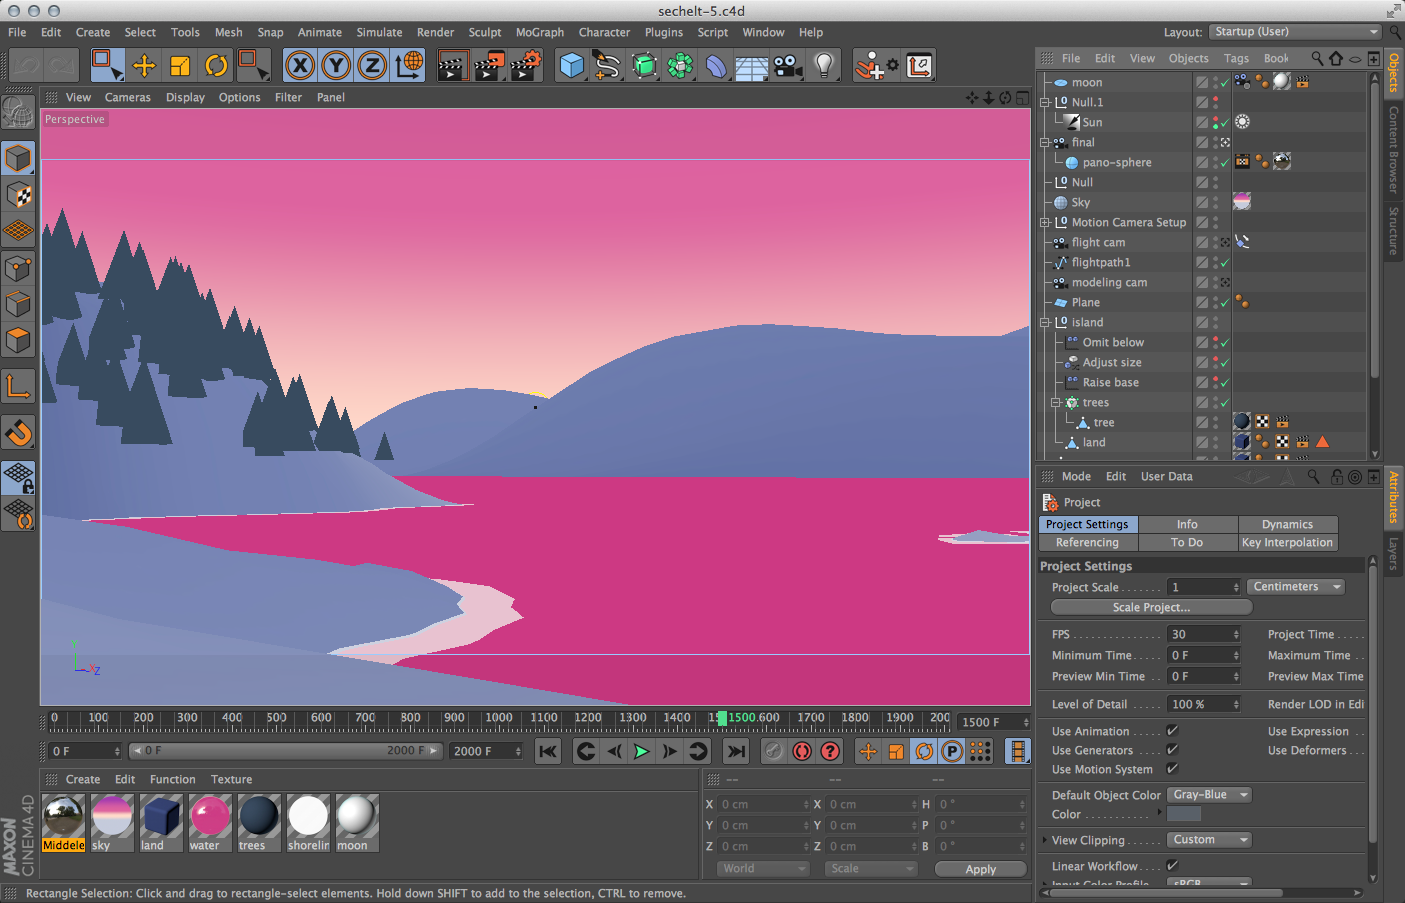 sechelt-5.c4d
File Edit Create Select Tools Mesh Snap Animate Simulate Render Sculpt MoGraph Character Plugins Script Window Help
Layout: Startup (User)
File Edit View Objects Tags Book
View Cameras Display Options Filter Panel
Perspective
Y
X
Z
moon
Null.1
Sun
final
pano-sphere
Null
Sky
Motion Camera Setup
flight cam
flightpath1
modeling cam
Plane
island
Omit below
Adjust size
Raise base
trees
tree
land
Objects
Content Browser
Structure
Mode Edit User Data
Project
Project Settings Info Dynamics
Referencing To Do Key Interpolation
Project Settings
Project Scale . . . . . . . 1 Centimeters
Scale Project...
FPS . . . . . . . . . . . . . 30 Project Time . . . .
Minimum Time . . . . . 0 F Maximum Time . .
Preview Min Time . . . 0 F Preview Max Time
Level of Detail . . . . . 100 % Render LOD in Edi
Use Animation . . . . Use Expression . .
Use Generators . . . . Use Deformers . . .
Use Motion System
Default Object Color Gray-Blue
Color . . . . . . . . . . . .
View Clipping . . . . . . Custom
Linear Workflow . . .
Input Color Profile . sRGB
Attributes
Layers
0 100 200 300 400 500 600 700 800 900 1000 1100 1200 1300 1400 1500 600 1700 1800 1900 200
1500 F
0 F 0 F 2000 F 2000 F
Create Edit Function Texture
Middele sky land water trees shorelin moon
-- -- --
X 0 cm X 0 cm H 0 °
Y 0 cm Y 0 cm P 0 °
Z 0 cm Z 0 cm B 0 °
World Scale Apply
MAXON
CINEMA 4D
Rectangle Selection: Click and drag to rectangle-select elements. Hold down SHIFT to add to the selection, CTRL to remove.